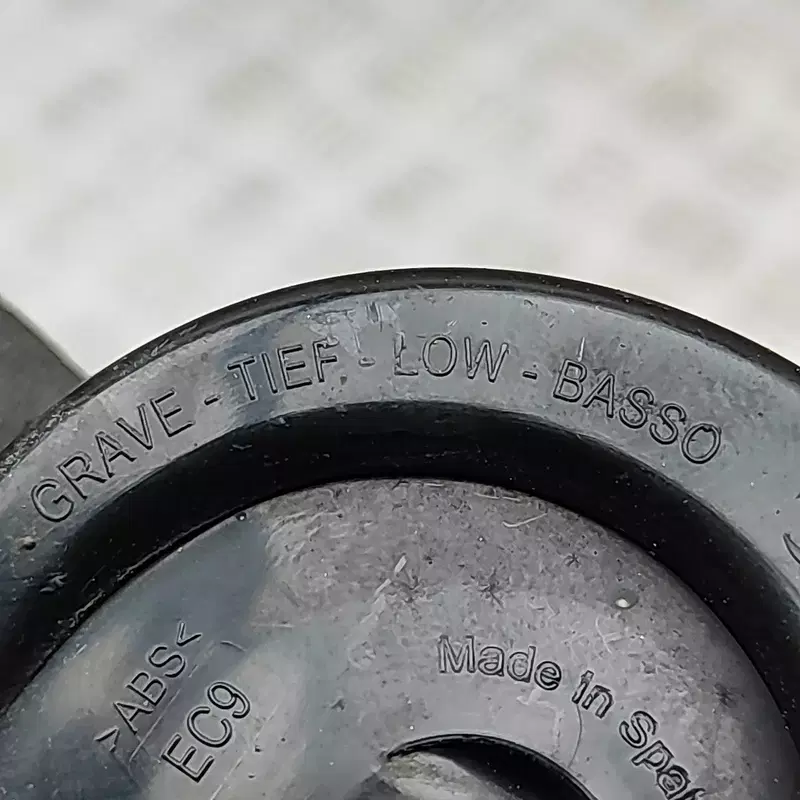 GRAVE - TIEF - LOW - BASSO
>ABS<
EC9
Made in